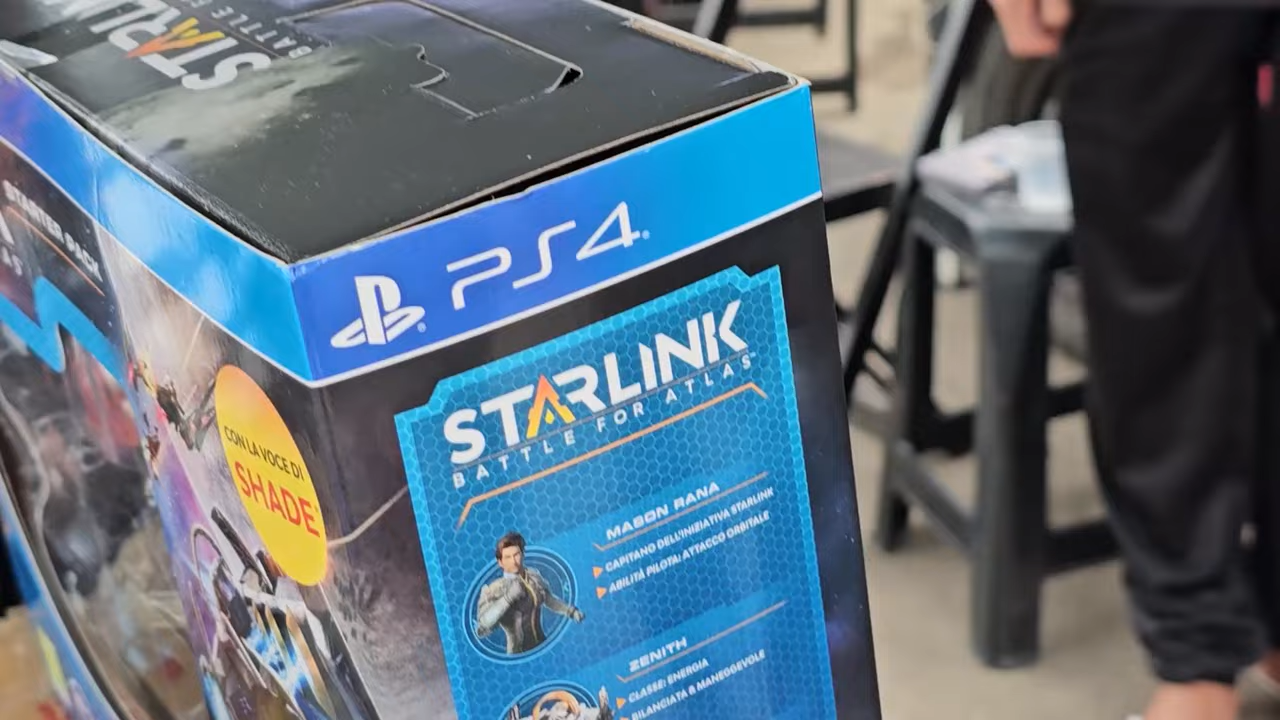 STARLINK
BATTLE FOR
STARTER PACK
PS4
CON LA VOCE DI
SHADE
STARLINK
BATTLE FOR ATLAS
MASON RANA
CAPITANO DELL'INIZIATIVA STARLINK
ABILITÀ PILOTA: ATTACCO ORBITALE
ZENITH
CLASSE: ENERGIA
BILANCIATA & MANEGGEVOLE